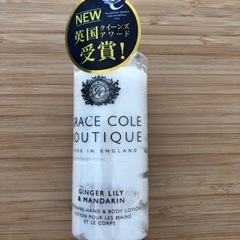 NEW
英国クイーンズ
アワード
受賞!
RACE COLE
OUTIQUE
MADE IN ENGLAND
GINGER LILY
& MANDARIN
HAND & BODY LOTION
LOTION POUR LES MAINS
ET LE CORPS